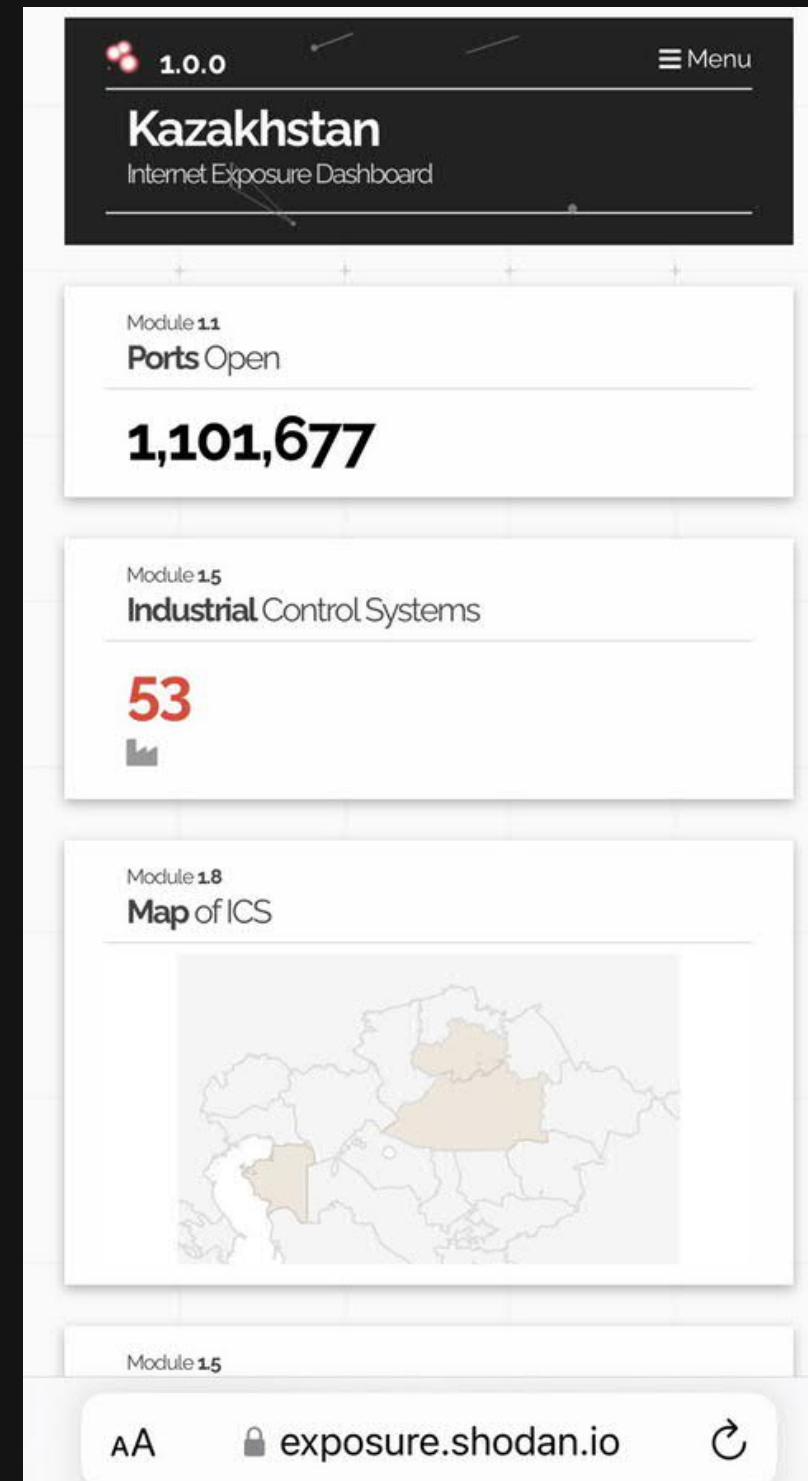 1.0.0
Menu
Kazakhstan
Internet Exposure Dashboard
Module 1.1
Ports Open
1,101,677
Module 1.5
Industrial Control Systems
53
Module 1.8
Map of ICS
Module 1.5
AA
exposure.shodan.io